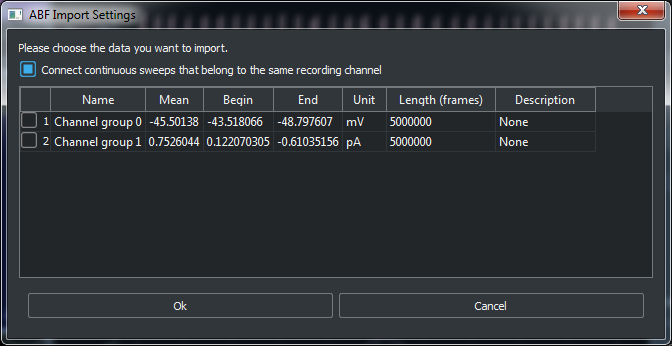 ABF Import Settings
Please choose the data you want to import.
Connect continuous sweeps that belong to the same recording channel
Name Mean Begin End Unit Length (frames) Description
1 Channel group 0 -45.50138 -43.518066 -48.797607 mV 5000000 None
2 Channel group 1 0.7526044 0.122070305 -0.61035156 pA 5000000 None
Ok Cancel